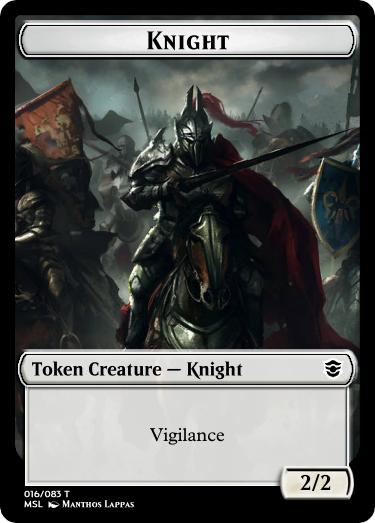 Knight
Token Creature — Knight
Vigilance
2/2
016/083 T
MSL Manthos Lappas